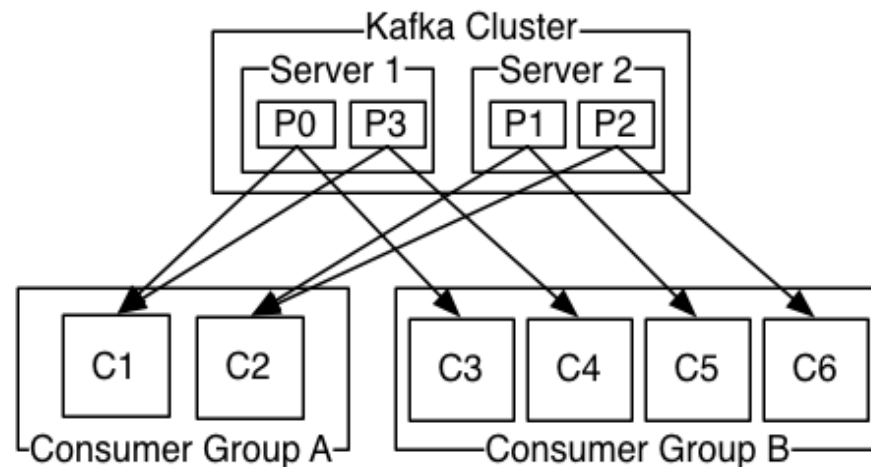 Kafka Cluster
Server 1 Server 2
P0 P3 P1 P2
C1 C2 C3 C4 C5 C6
Consumer Group A Consumer Group B